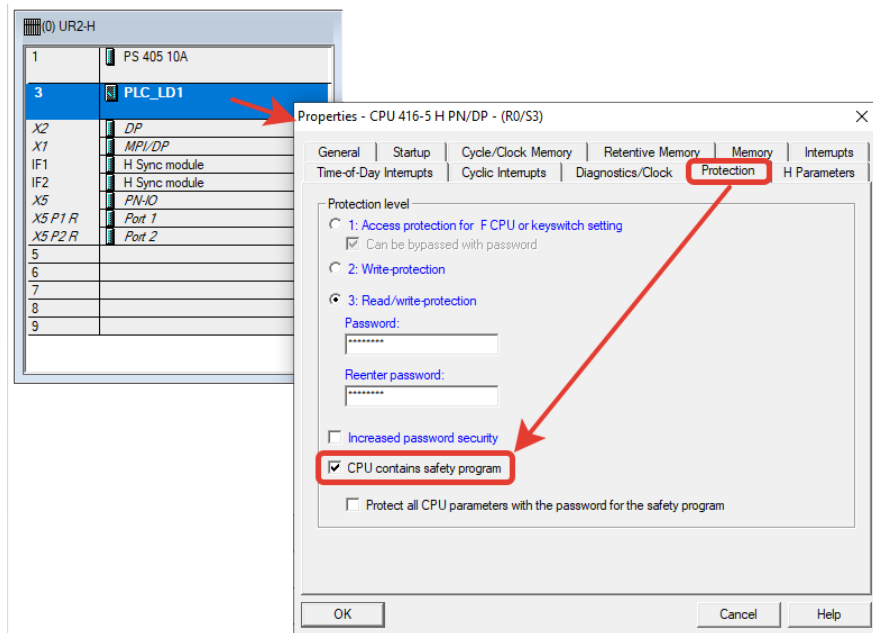 (0) UR2-H
1 PS 405 10A
3 PLC_LD1
X2 DP
X1 MPI/DP
IF1 H Sync module
IF2 H Sync module
X5 PN-IO
X5 P1 R Port 1
X5 P2 R Port 2
5
6
7
8
9
Properties - CPU 416-5 H PN/DP - (R0/S3)
General Startup Cycle/Clock Memory Retentive Memory Memory Interrupts
Time-of-Day Interrupts Cyclic Interrupts Diagnostics/Clock Protection H Parameters
Protection level
1: Access protection for F CPU or keyswitch setting
Can be bypassed with password
2: Write-protection
3: Read/write-protection
Password:
********
Reenter password:
********
Increased password security
CPU contains safety program
Protect all CPU parameters with the password for the safety program
OK Cancel Help